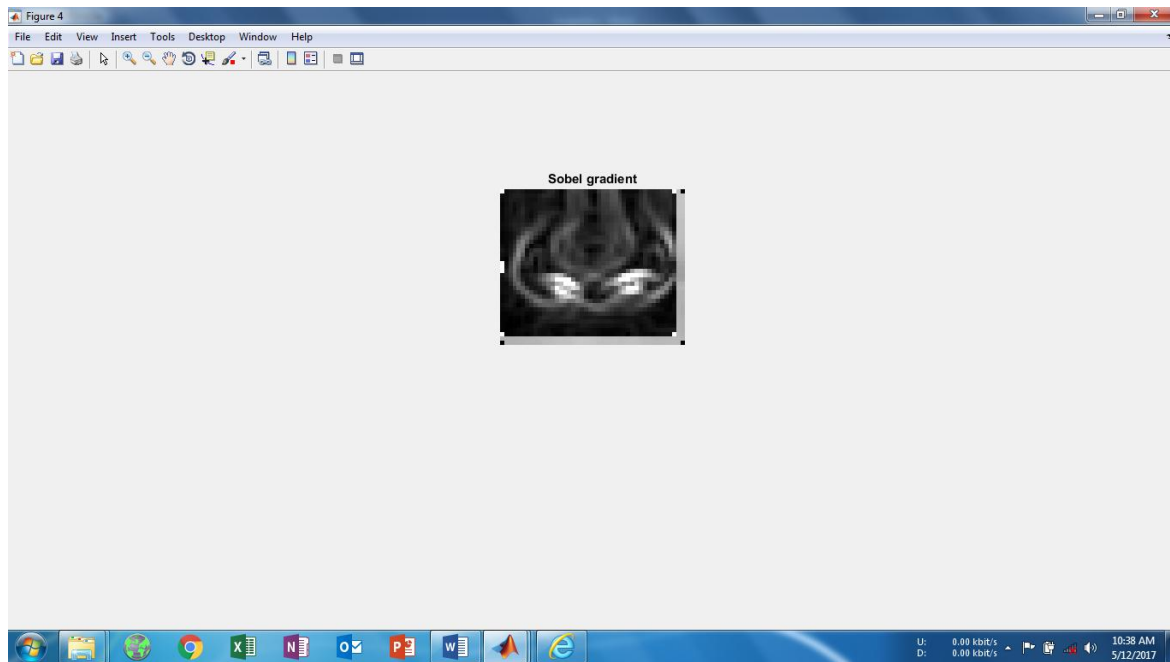 Figure 4
File Edit View Insert Tools Desktop Window Help
Sobel gradient
U: 0.00 kbit/s
D: 0.00 kbit/s
10:38 AM
5/12/2017